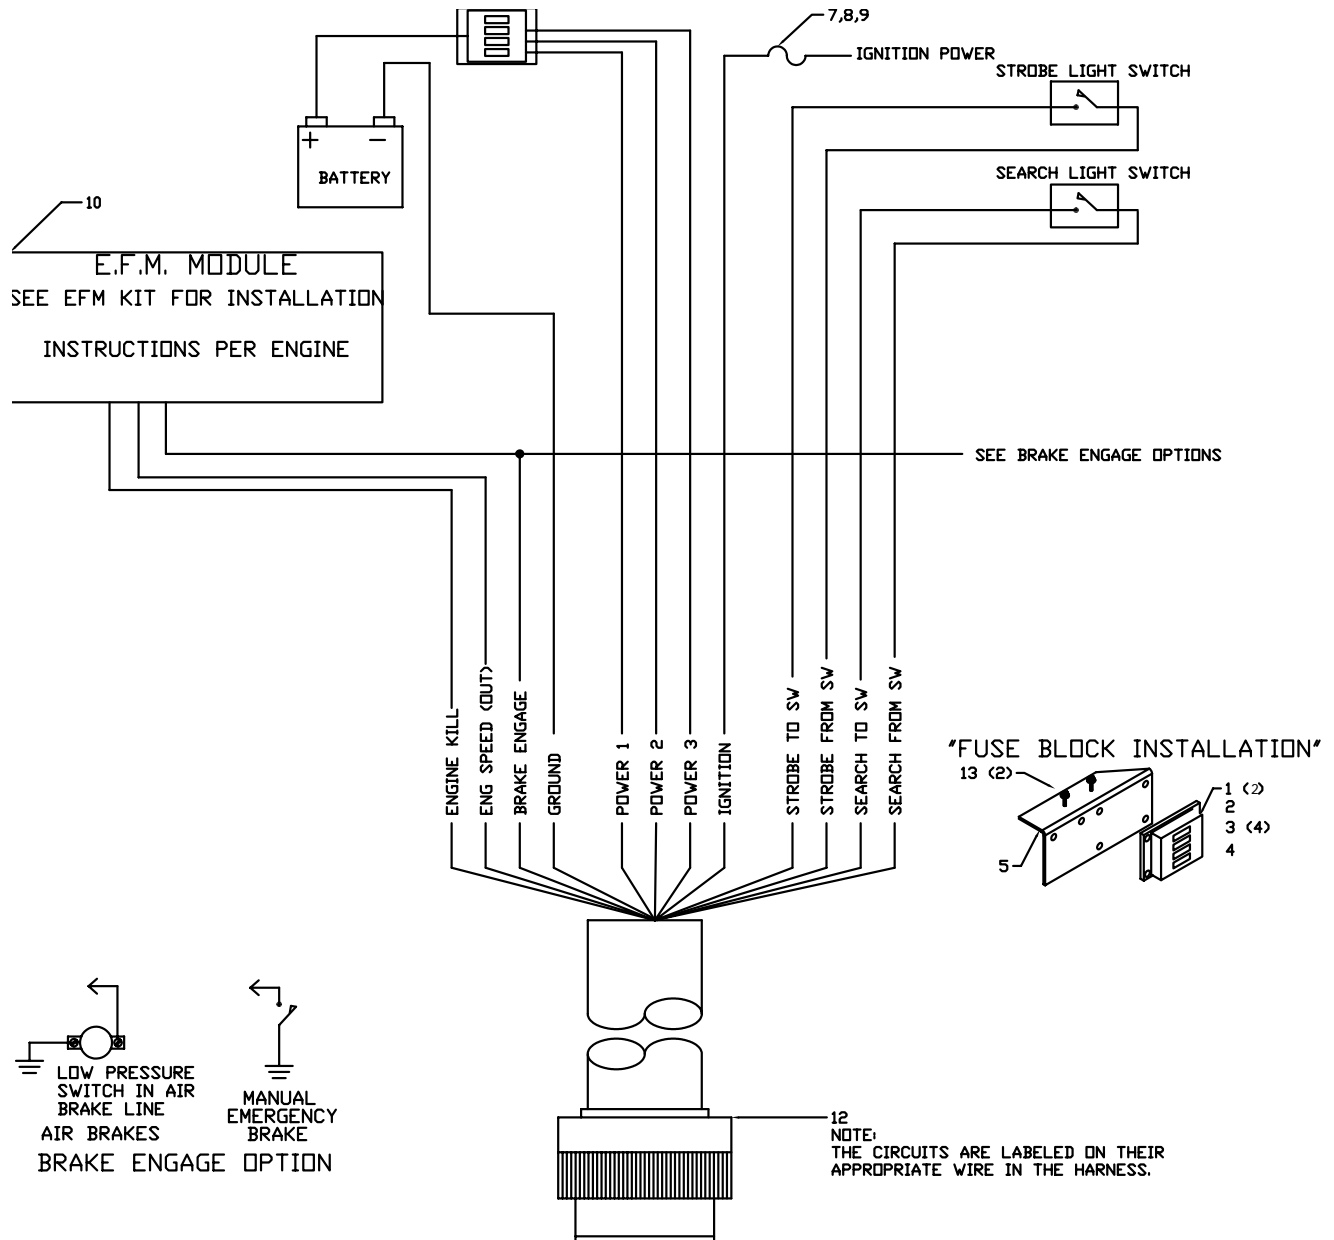 7,8,9
IGNITION POWER
STROBE LIGHT SWITCH
+
−
BATTERY
SEARCH LIGHT SWITCH
10
E.F.M. MODULE
SEE EFM KIT FOR INSTALLATION
INSTRUCTIONS PER ENGINE
SEE BRAKE ENGAGE OPTIONS
ENGINE KILL
ENG SPEED (OUT)
BRAKE ENGAGE
GROUND
POWER 1
POWER 2
POWER 3
IGNITION
STROBE TO SW
STROBE FROM SW
SEARCH TO SW
SEARCH FROM SW
"FUSE BLOCK INSTALLATION"
13 (2)
1 (2)
2
3 (4)
4
5
LOW PRESSURE
SWITCH IN AIR
BRAKE LINE
AIR BRAKES
MANUAL
EMERGENCY
BRAKE
BRAKE ENGAGE OPTION
12
NOTE:
THE CIRCUITS ARE LABELED ON THEIR
APPROPRIATE WIRE IN THE HARNESS.